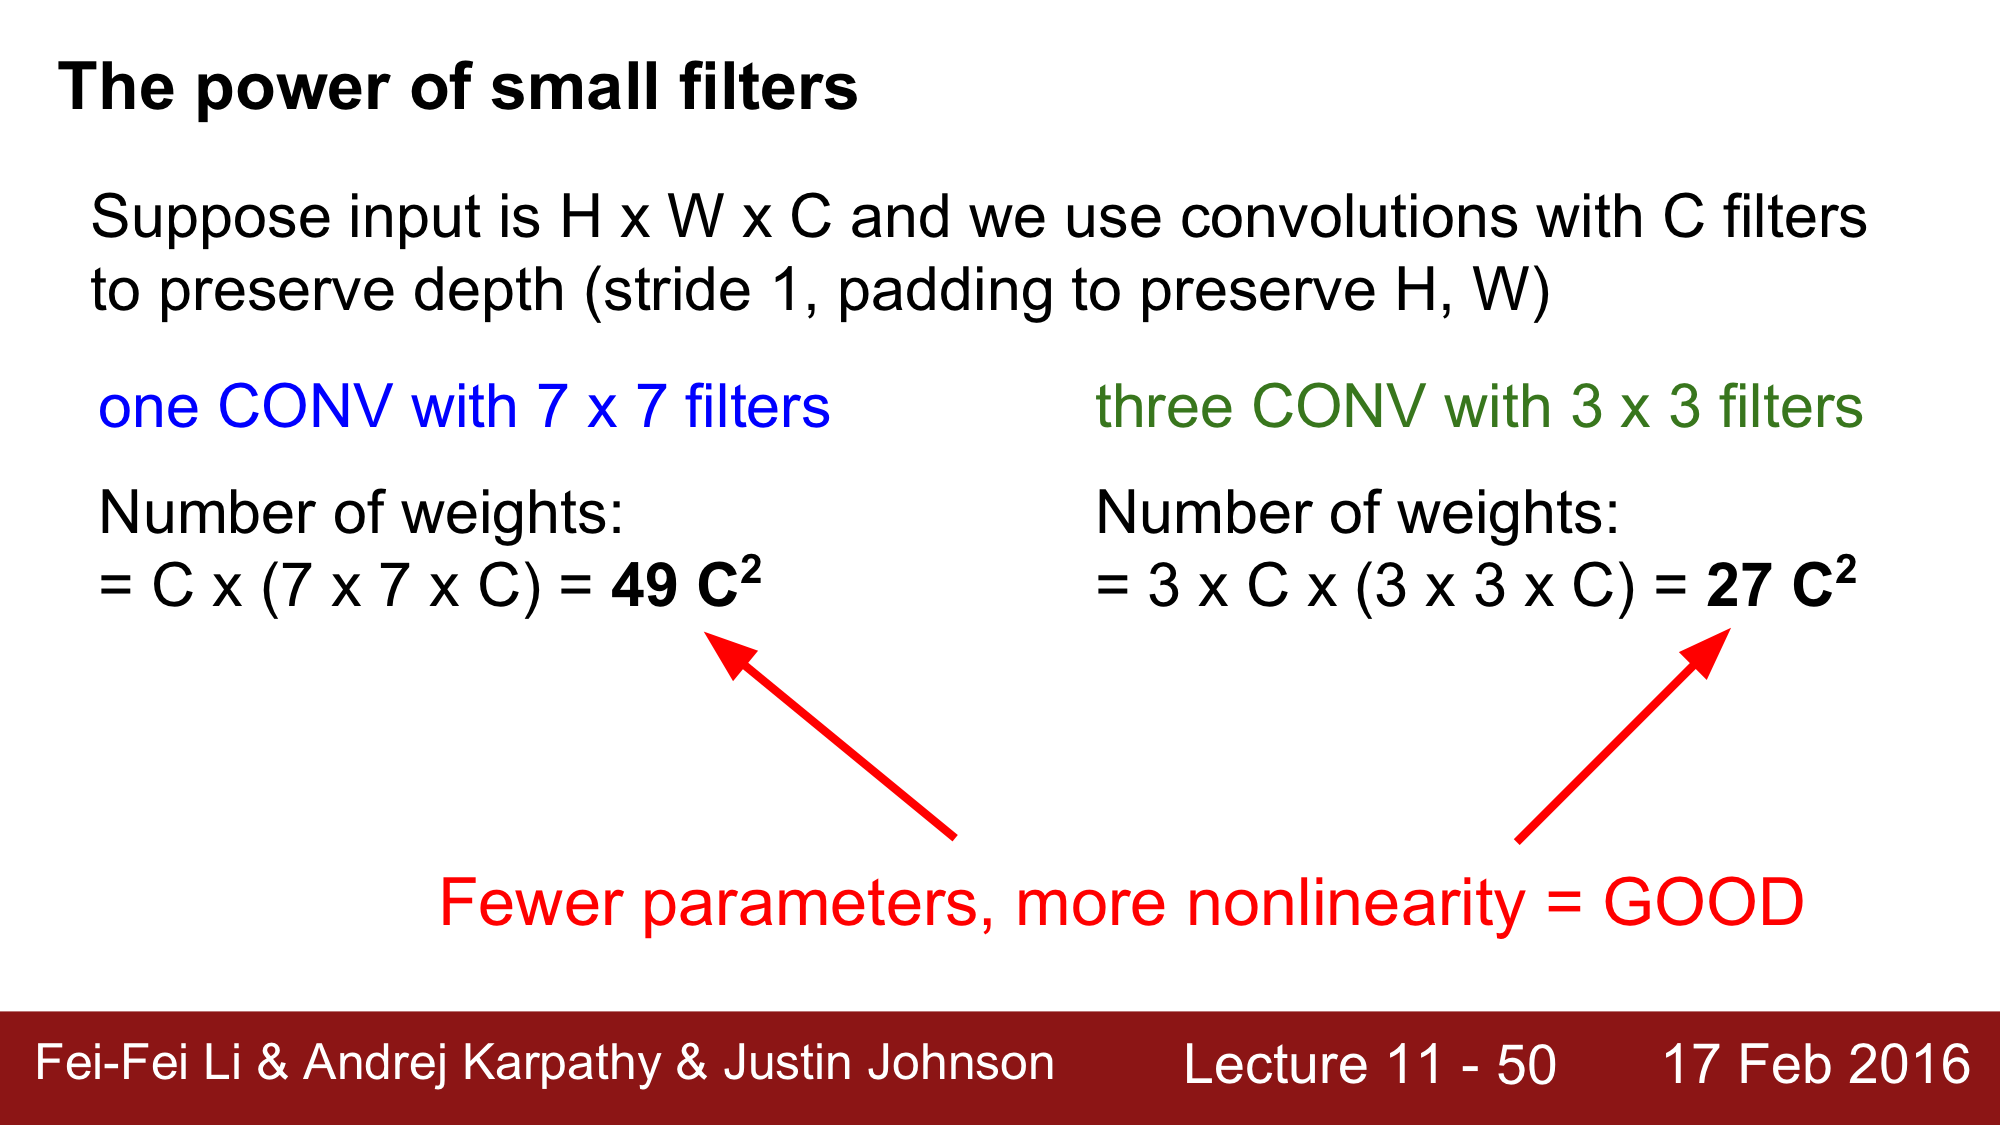 The power of small filters
Suppose input is H x W x C and we use convolutions with C filters
to preserve depth (stride 1, padding to preserve H, W)
one CONV with 7 x 7 filters
Number of weights:
= C x (7 x 7 x C) = 49 C²
three CONV with 3 x 3 filters
Number of weights:
= 3 x C x (3 x 3 x C) = 27 C²
Fewer parameters, more nonlinearity = GOOD
Fei-Fei Li & Andrej Karpathy & Justin Johnson
Lecture 11 - 50
17 Feb 2016